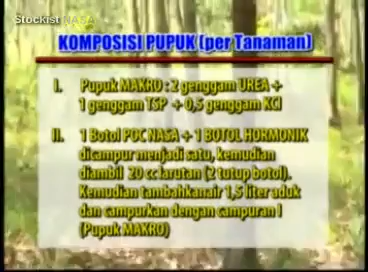 Stockist NASA
KOMPOSISI PUPUK (per Tanaman)
I. Pupuk MAKRO : 2 genggam UREA +
1 genggam TSP + 0,5 genggam KCl
II. 1 Botol POC NASA + 1 BOTOL HORMONIK
dicampur menjadi satu, kemudian
diambil 20 cc larutan (2 tutup botol).
Kemudian tambahkanair 1,5 liter aduk
dan campurkan dengan campuran I
(Pupuk MAKRO)